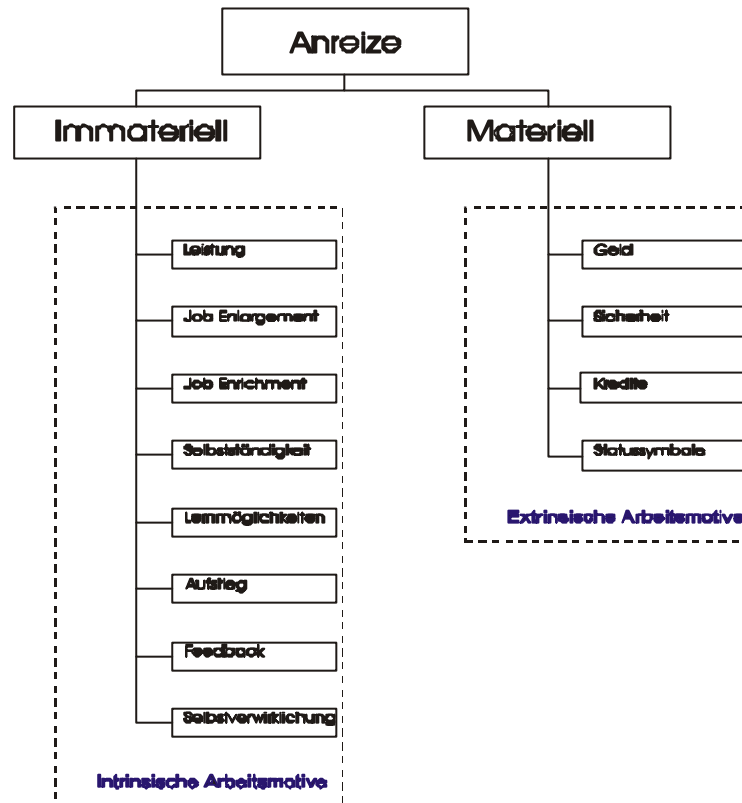 Anreize
Immateriell
Materiell
Leistung
Job Enlargement
Job Enrichment
Selbstständigkeit
Lernmöglichkeiten
Aufstieg
Feedback
Selbstverwirklichung
Intrinsische Arbeitsmotive
Geld
Sicherheit
Kredite
Statussymbole
Extrinsische Arbeitsmotive